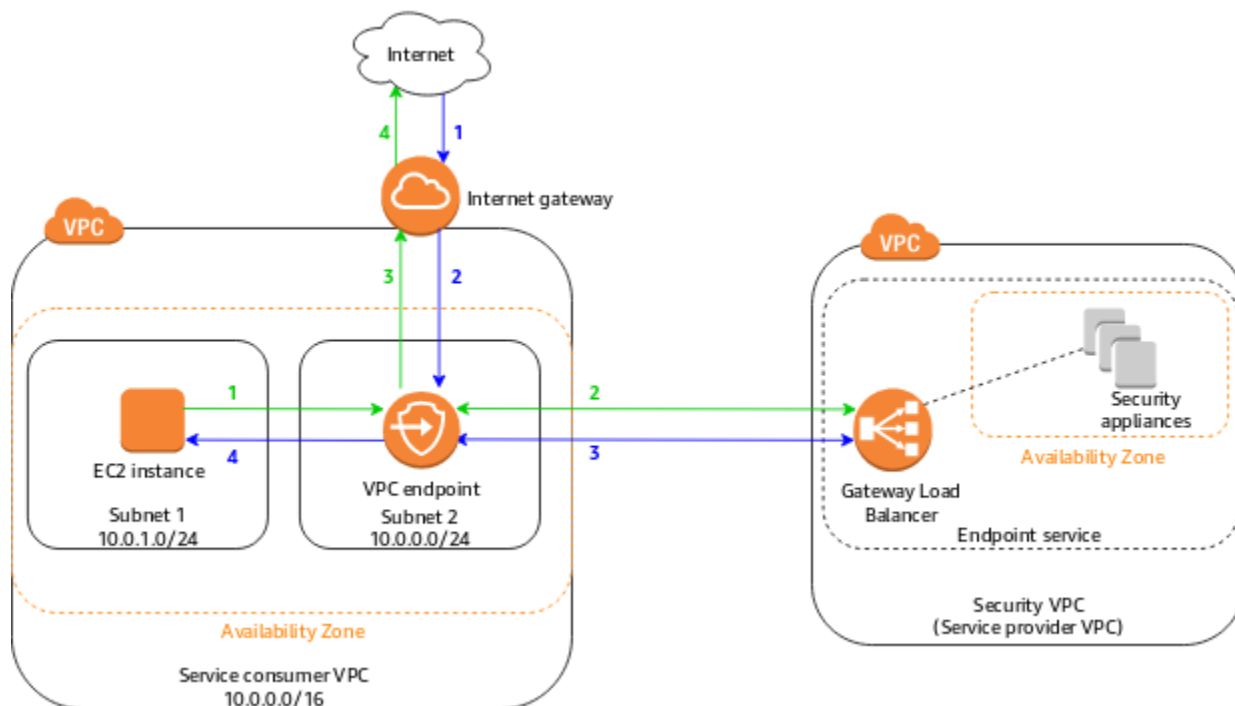 Internet
4
1
Internet gateway
VPC
VPC
3
2
1
2
Security
appliances
4
3
Availability Zone
EC2 instance
VPC endpoint
Gateway Load
Balancer
Subnet 1
10.0.1.0/24
Subnet 2
10.0.0.0/24
Endpoint service
Availability Zone
Security VPC
(Service provider VPC)
Service consumer VPC
10.0.0.0/16